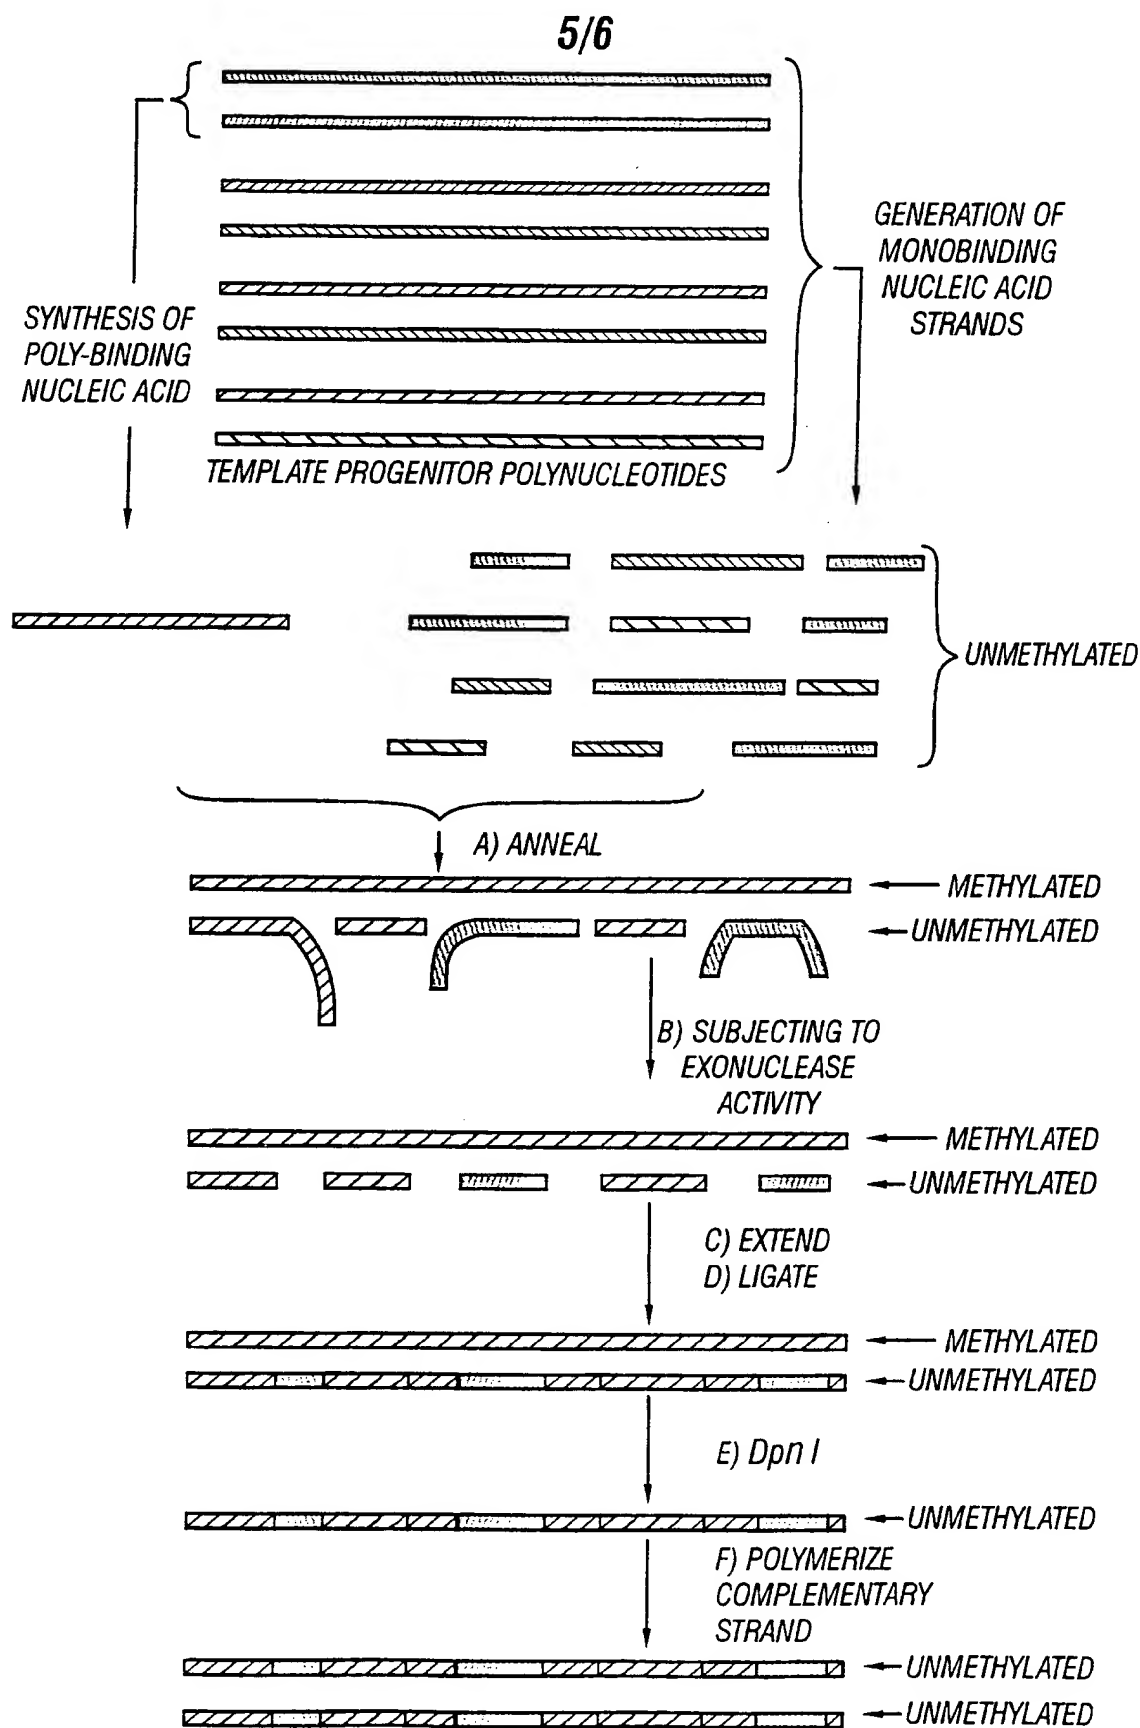 5/6
GENERATION OF
MONOBINDING
NUCLEIC ACID
STRANDS
SYNTHESIS OF
POLY-BINDING
NUCLEIC ACID
TEMPLATE PROGENITOR POLYNUCLEOTIDES
UNMETHYLATED
A) ANNEAL
METHYLATED
UNMETHYLATED
B) SUBJECTING TO
EXONUCLEASE
ACTIVITY
METHYLATED
UNMETHYLATED
C) EXTEND
D) LIGATE
METHYLATED
UNMETHYLATED
E) Dpn I
UNMETHYLATED
F) POLYMERIZE
COMPLEMENTARY
STRAND
UNMETHYLATED
UNMETHYLATED